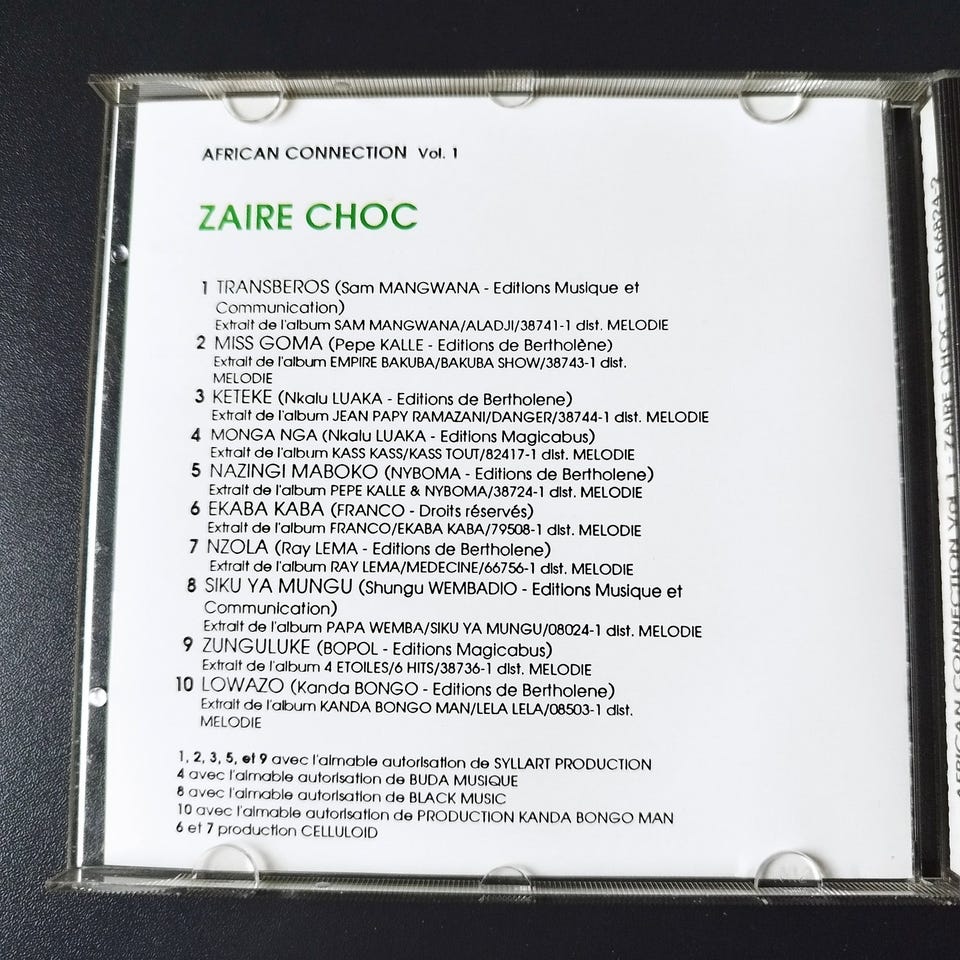 AFRICAN CONNECTION Vol. 1
ZAIRE CHOC
1 TRANSBEROS (Sam MANGWANA - Editions Musique et
Communication)
Extrait de l'album SAM MANGWANA/ALADJI/38741-1 dist. MELODIE
2 MISS GOMA (Pepe KALLE - Editions de Bertholène)
Extrait de l'album EMPIRE BAKUBA/BAKUBA SHOW/38743-1 dist.
MELODIE
3 KETEKE (Nkalu LUAKA - Editions de Bertholene)
Extrait de l'album JEAN PAPY RAMAZANI/DANGER/38744-1 dist. MELODIE
4 MONGA NGA (Nkalu LUAKA - Editions Magicabus)
Extrait de l'album KASS KASS/KASS TOUT/82417-1 dist. MELODIE
5 NAZINGI MABOKO (NYBOMA - Editions de Bertholene)
Extrait de l'album PEPE KALLE & NYBOMA/38724-1 dist. MELODIE
6 EKABA KABA (FRANCO - Droits réservés)
Extrait de l'album FRANCO/EKABA KABA/79508-1 dist. MELODIE
7 NZOLA (Ray LEMA - Editions de Bertholene)
Extrait de l'album RAY LEMA/MEDECINE/66756-1 dist. MELODIE
8 SIKU YA MUNGU (Shungu WEMBADIO - Editions Musique et
Communication)
Extrait de l'album PAPA WEMBA/SIKU YA MUNGU/08024-1 dist. MELODIE
9 ZUNGULUKE (BOPOL - Editions Magicabus)
Extrait de l'album 4 ETOILES/6 HITS/38736-1 dist. MELODIE
10 LOWAZO (Kanda BONGO - Editions de Bertholene)
Extrait de l'album KANDA BONGO MAN/LELA LELA/08503-1 dist.
MELODIE
1, 2, 3, 5, et 9 avec l'aimable autorisation de SYLLART PRODUCTION
4 avec l'aimable autorisation de BUDA MUSIQUE
8 avec l'aimable autorisation de BLACK MUSIC
10 avec l'aimable autorisation de PRODUCTION KANDA BONGO MAN
6 et 7 production CELLULOID
AFRICAN CONNECTION Vol. 1 - ZAIRE CHOC - CEL 66824-2